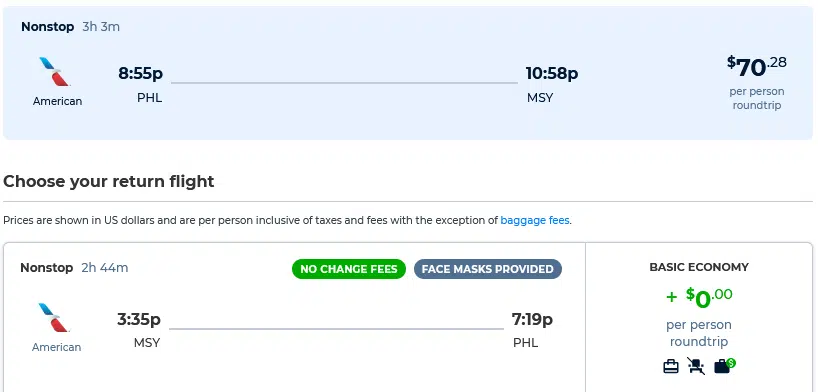 Nonstop 3h 3m
8:55p 10:58p $70.28
American PHL MSY per person
roundtrip
Choose your return flight
Prices are shown in US dollars and are per person inclusive of taxes and fees with the exception of baggage fees.
Nonstop 2h 44m NO CHANGE FEES FACE MASKS PROVIDED
3:35p 7:19p
American MSY PHL
BASIC ECONOMY
+ $0.00
per person
roundtrip
$